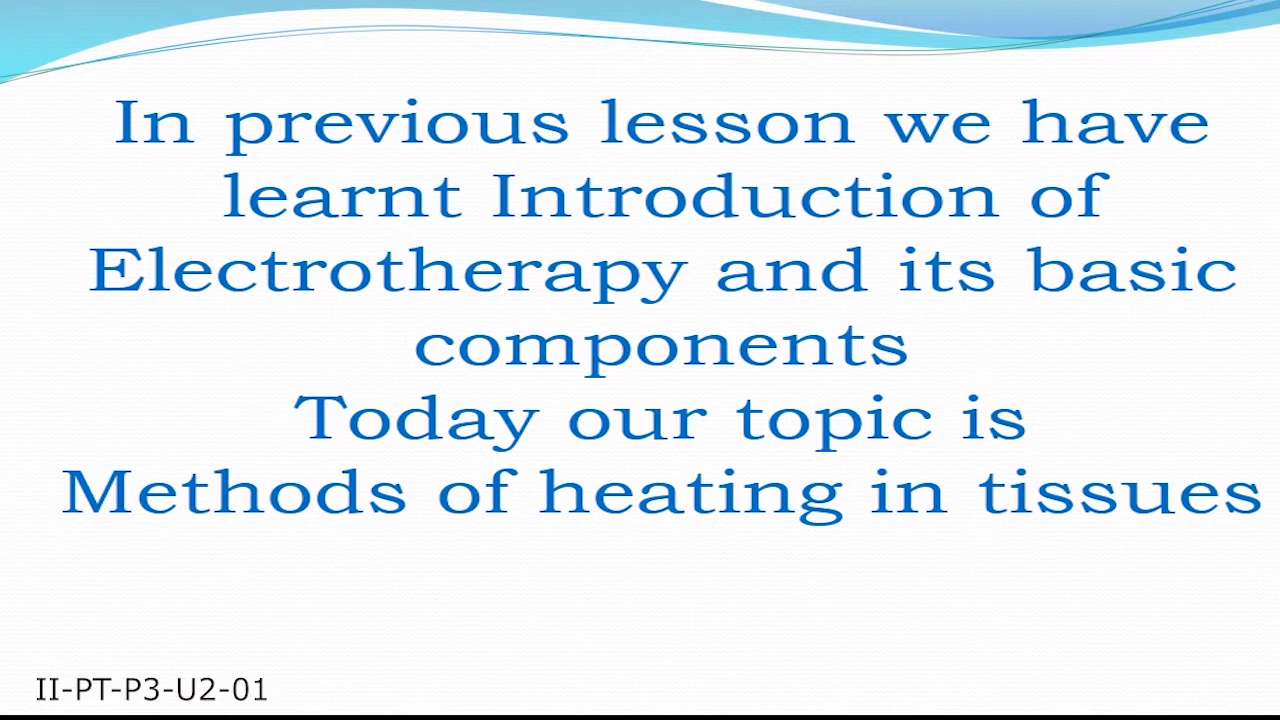 In previous lesson we have
learnt Introduction of
Electrotherapy and its basic
components
Today our topic is
Methods of heating in tissues
II-PT-P3-U2-01